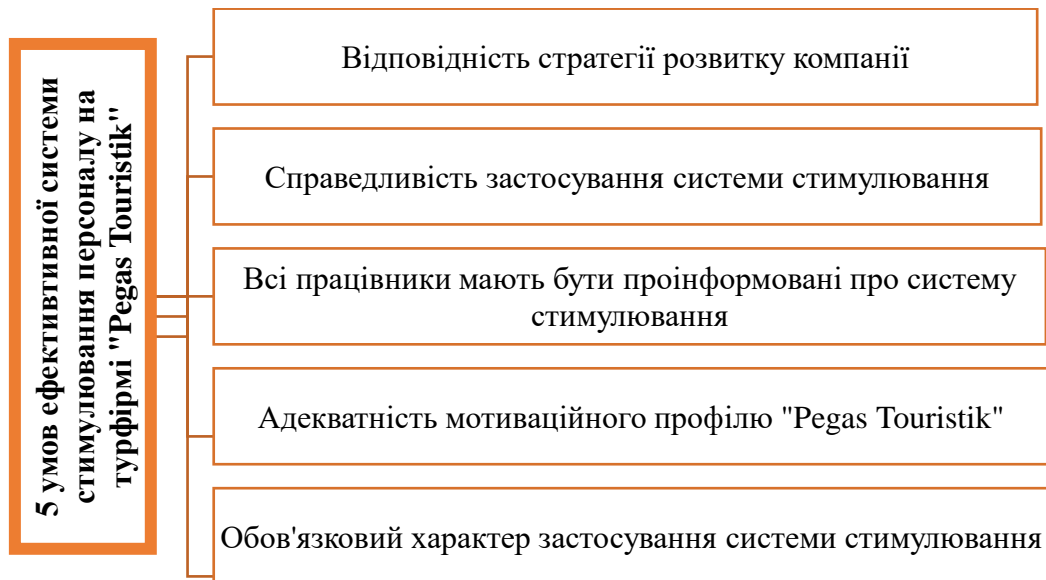 5 умов ефективтивної системи
стимулювання персоналу на
турфірмі "Pegas Touristik"
Відповідність стратегії розвитку компанії
Справедливість застосування системи стимулювання
Всі працівники мають бути проінформовані про систему
стимулювання
Адекватність мотиваційного профілю "Pegas Touristik"
Обов'язковий характер застосування системи стимулювання